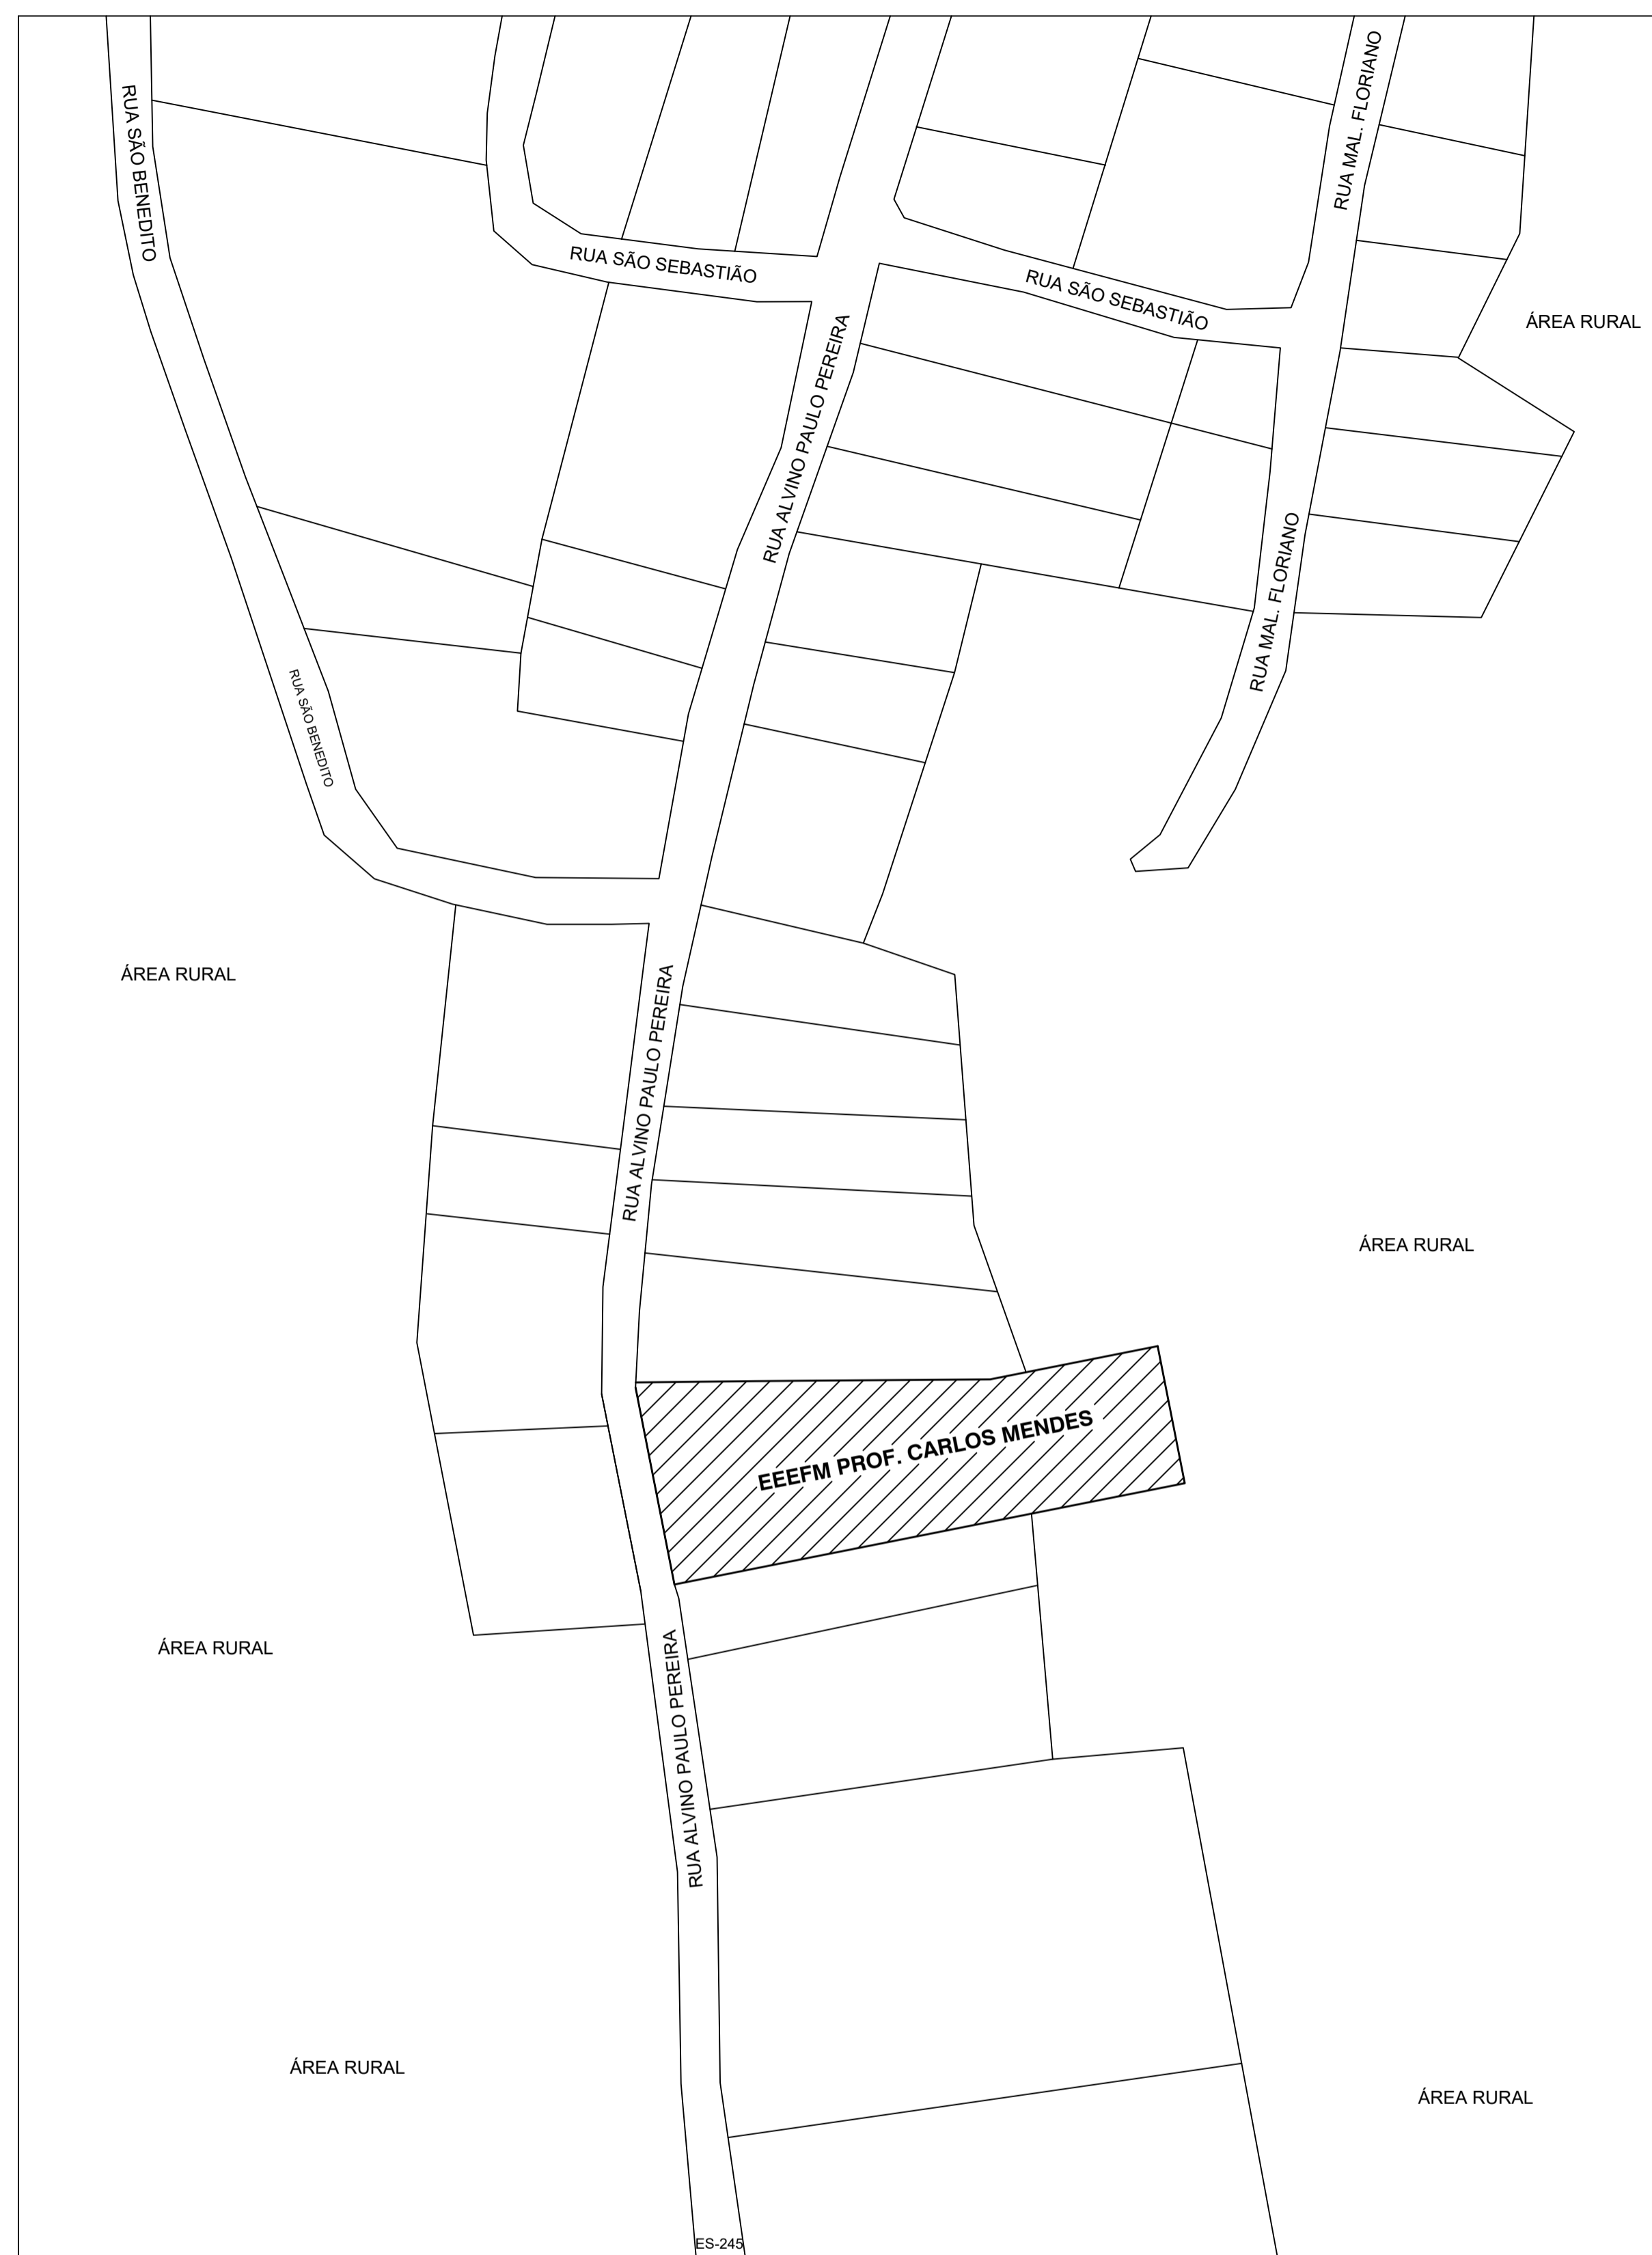 RUA SÃO BENEDITO
RUA MAL. FLORIANO
RUA SÃO SEBASTIÃO
RUA SÃO SEBASTIÃO
ÁREA RURAL
RUA ALVINO PAULO PEREIRA
RUA MAL. FLORIANO
RUA SÃO BENEDITO
ÁREA RURAL
RUA ALVINO PAULO PEREIRA
ÁREA RURAL
EEEFM PROF. CARLOS MENDES
ÁREA RURAL
RUA ALVINO PAULO PEREIRA
ÁREA RURAL
ÁREA RURAL
ES-245